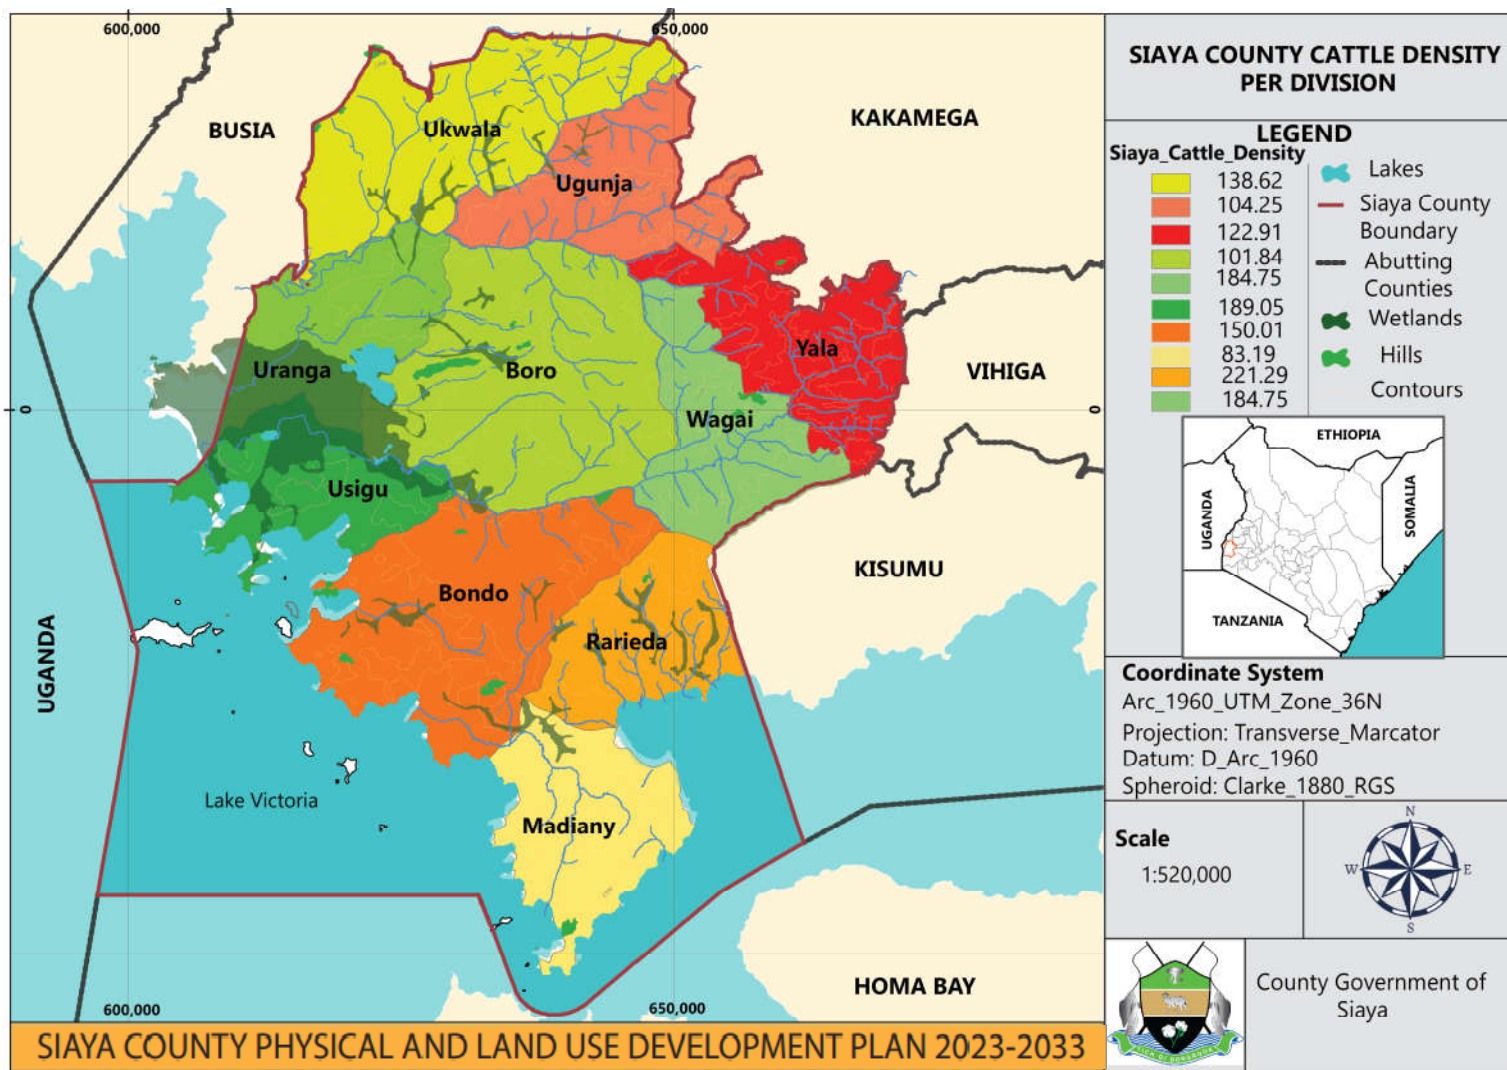 600,000
650,000
BUSIA
KAKAMEGA
Ukwala
Ugunja
Uranga
Boro
Yala
VIHIGA
0
0
Wagai
Usigu
Bondo
KISUMU
Rarieda
UGANDA
Lake Victoria
Madiany
HOMA BAY
600,000
650,000
SIAYA COUNTY PHYSICAL AND LAND USE DEVELOPMENT PLAN 2023-2033
SIAYA COUNTY CATTLE DENSITY
PER DIVISION
LEGEND
Siaya_Cattle_Density
138.62
104.25
122.91
101.84
184.75
189.05
150.01
83.19
221.29
184.75
Lakes
Siaya County
Boundary
Abutting
Counties
Wetlands
Hills
Contours
ETHIOPIA
UGANDA
SOMALIA
TANZANIA
Coordinate System
Arc_1960_UTM_Zone_36N
Projection: Transverse_Marcator
Datum: D_Arc_1960
Spheroid: Clarke_1880_RGS
Scale
1:520,000
N
W
E
S
County Government of
Siaya